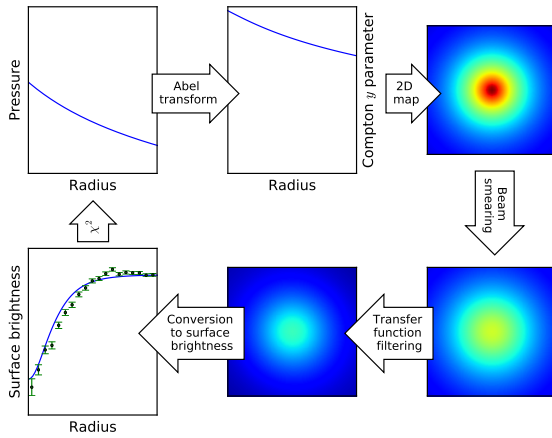 Pressure
Radius
Abel
transform
Compton y parameter
Radius
2D
map
Beam
smearing
Transfer
function
filtering
Conversion
to surface
brightness
Surface brightness
Radius
χ²